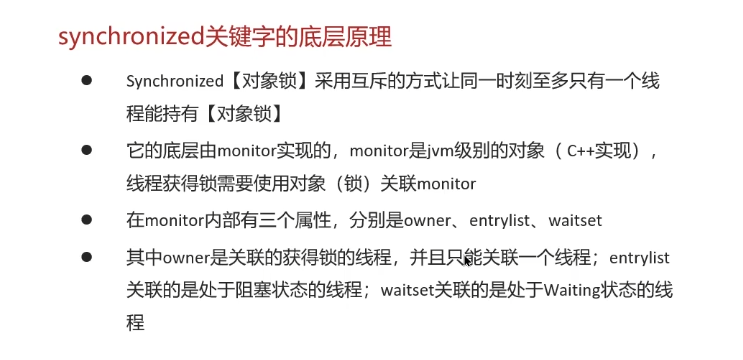 synchronized关键字的底层原理
● Synchronized【对象锁】采用互斥的方式让同一时刻至多只有一个线
程能持有【对象锁】
● 它的底层由monitor实现的，monitor是jvm级别的对象（ C++实现），
线程获得锁需要使用对象（锁）关联monitor
● 在monitor内部有三个属性，分别是owner、entrylist、waitset
● 其中owner是关联的获得锁的线程，并且只能关联一个线程；entrylist
关联的是处于阻塞状态的线程；waitset关联的是处于Waiting状态的线
程